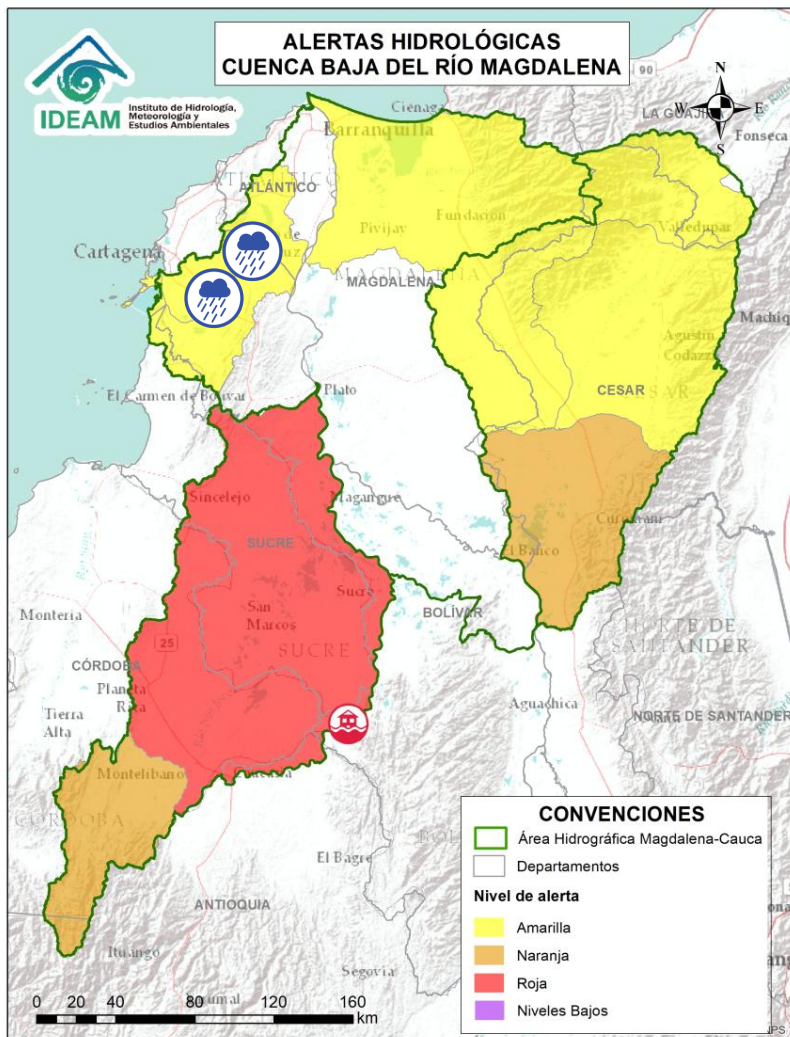 ALERTAS HIDROLÓGICAS
CUENCA BAJA DEL RÍO MAGDALENA
IDEAM
Instituto de Hidrología,
Meteorología y
Estudios Ambientales
N
W
E
S
90
Ciénaga
LA GUAJIRA
Barranquilla
Fonseca
ATLÁNTICO
Valledupar
Pivijay
Fundación
Cartagena
MAGDALENA
MAGDALENA
Machiq
Agustín
Codazzi
CESAR
El Carmen de Bolívar
Plato
Sincelejo
Magangué
Curumaní
El Banco
SUCRE
Sucre
San
Marcos
BOLÍVAR
Montería
SUCRE
NORTE DE
SANTANDER
25
CÓRDOBA
Planeta
Rica
Tierra
Alta
Aguachica
NORTE DE SANTANDER
Montelíbano
CÓRDOBA
El Bagre
ANTIOQUIA
Ituango
Segovia
CONVENCIONES
Área Hidrográfica Magdalena-Cauca
Departamentos
Nivel de alerta
Amarilla
Naranja
Roja
Niveles Bajos
0 20 40 80 120 160
km